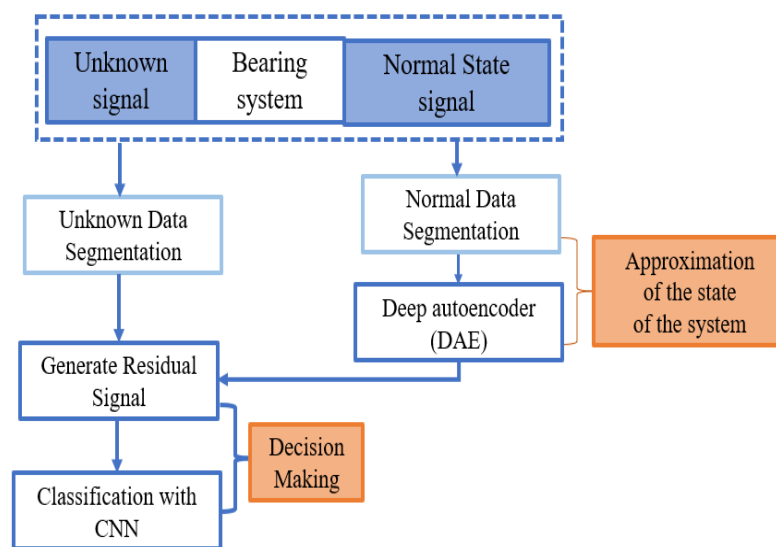 Unknown
signal
Bearing
system
Normal State
signal
Unknown Data
Segmentation
Normal Data
Segmentation
Approximation
of the state
of the system
Deep autoencoder
(DAE)
Generate Residual
Signal
Decision
Making
Classification with
CNN